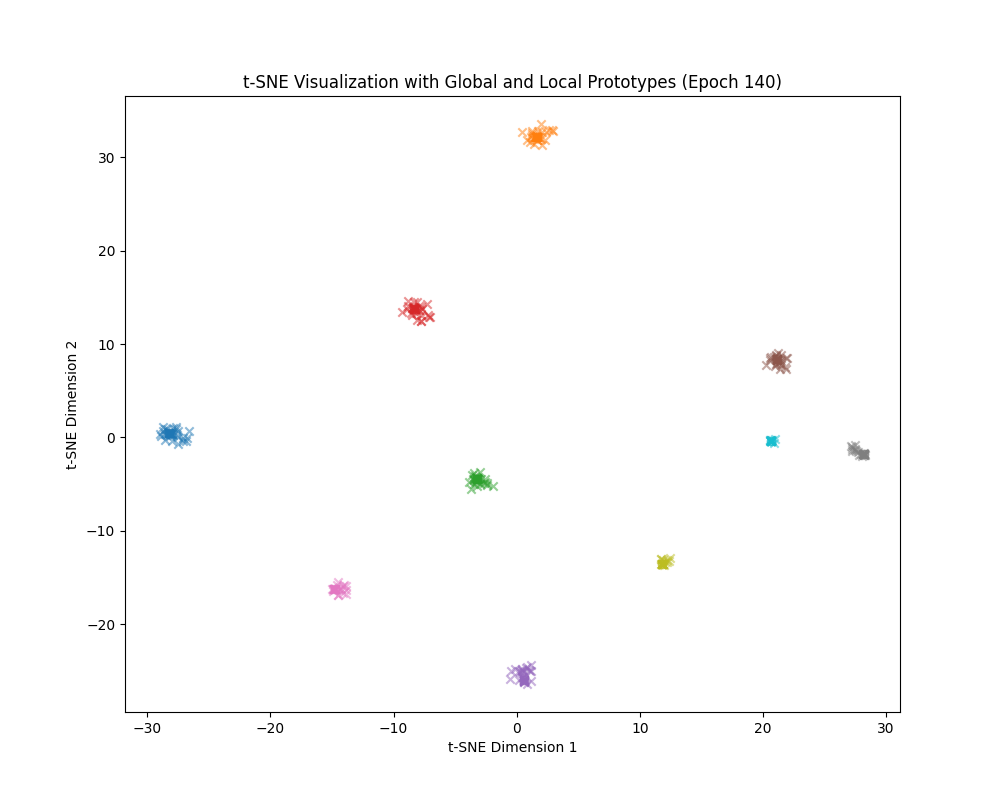 t-SNE Visualization with Global and Local Prototypes (Epoch 140)
30
20
10
0
−10
−20
t-SNE Dimension 2
−30 −20 −10 0 10 20 30
t-SNE Dimension 1